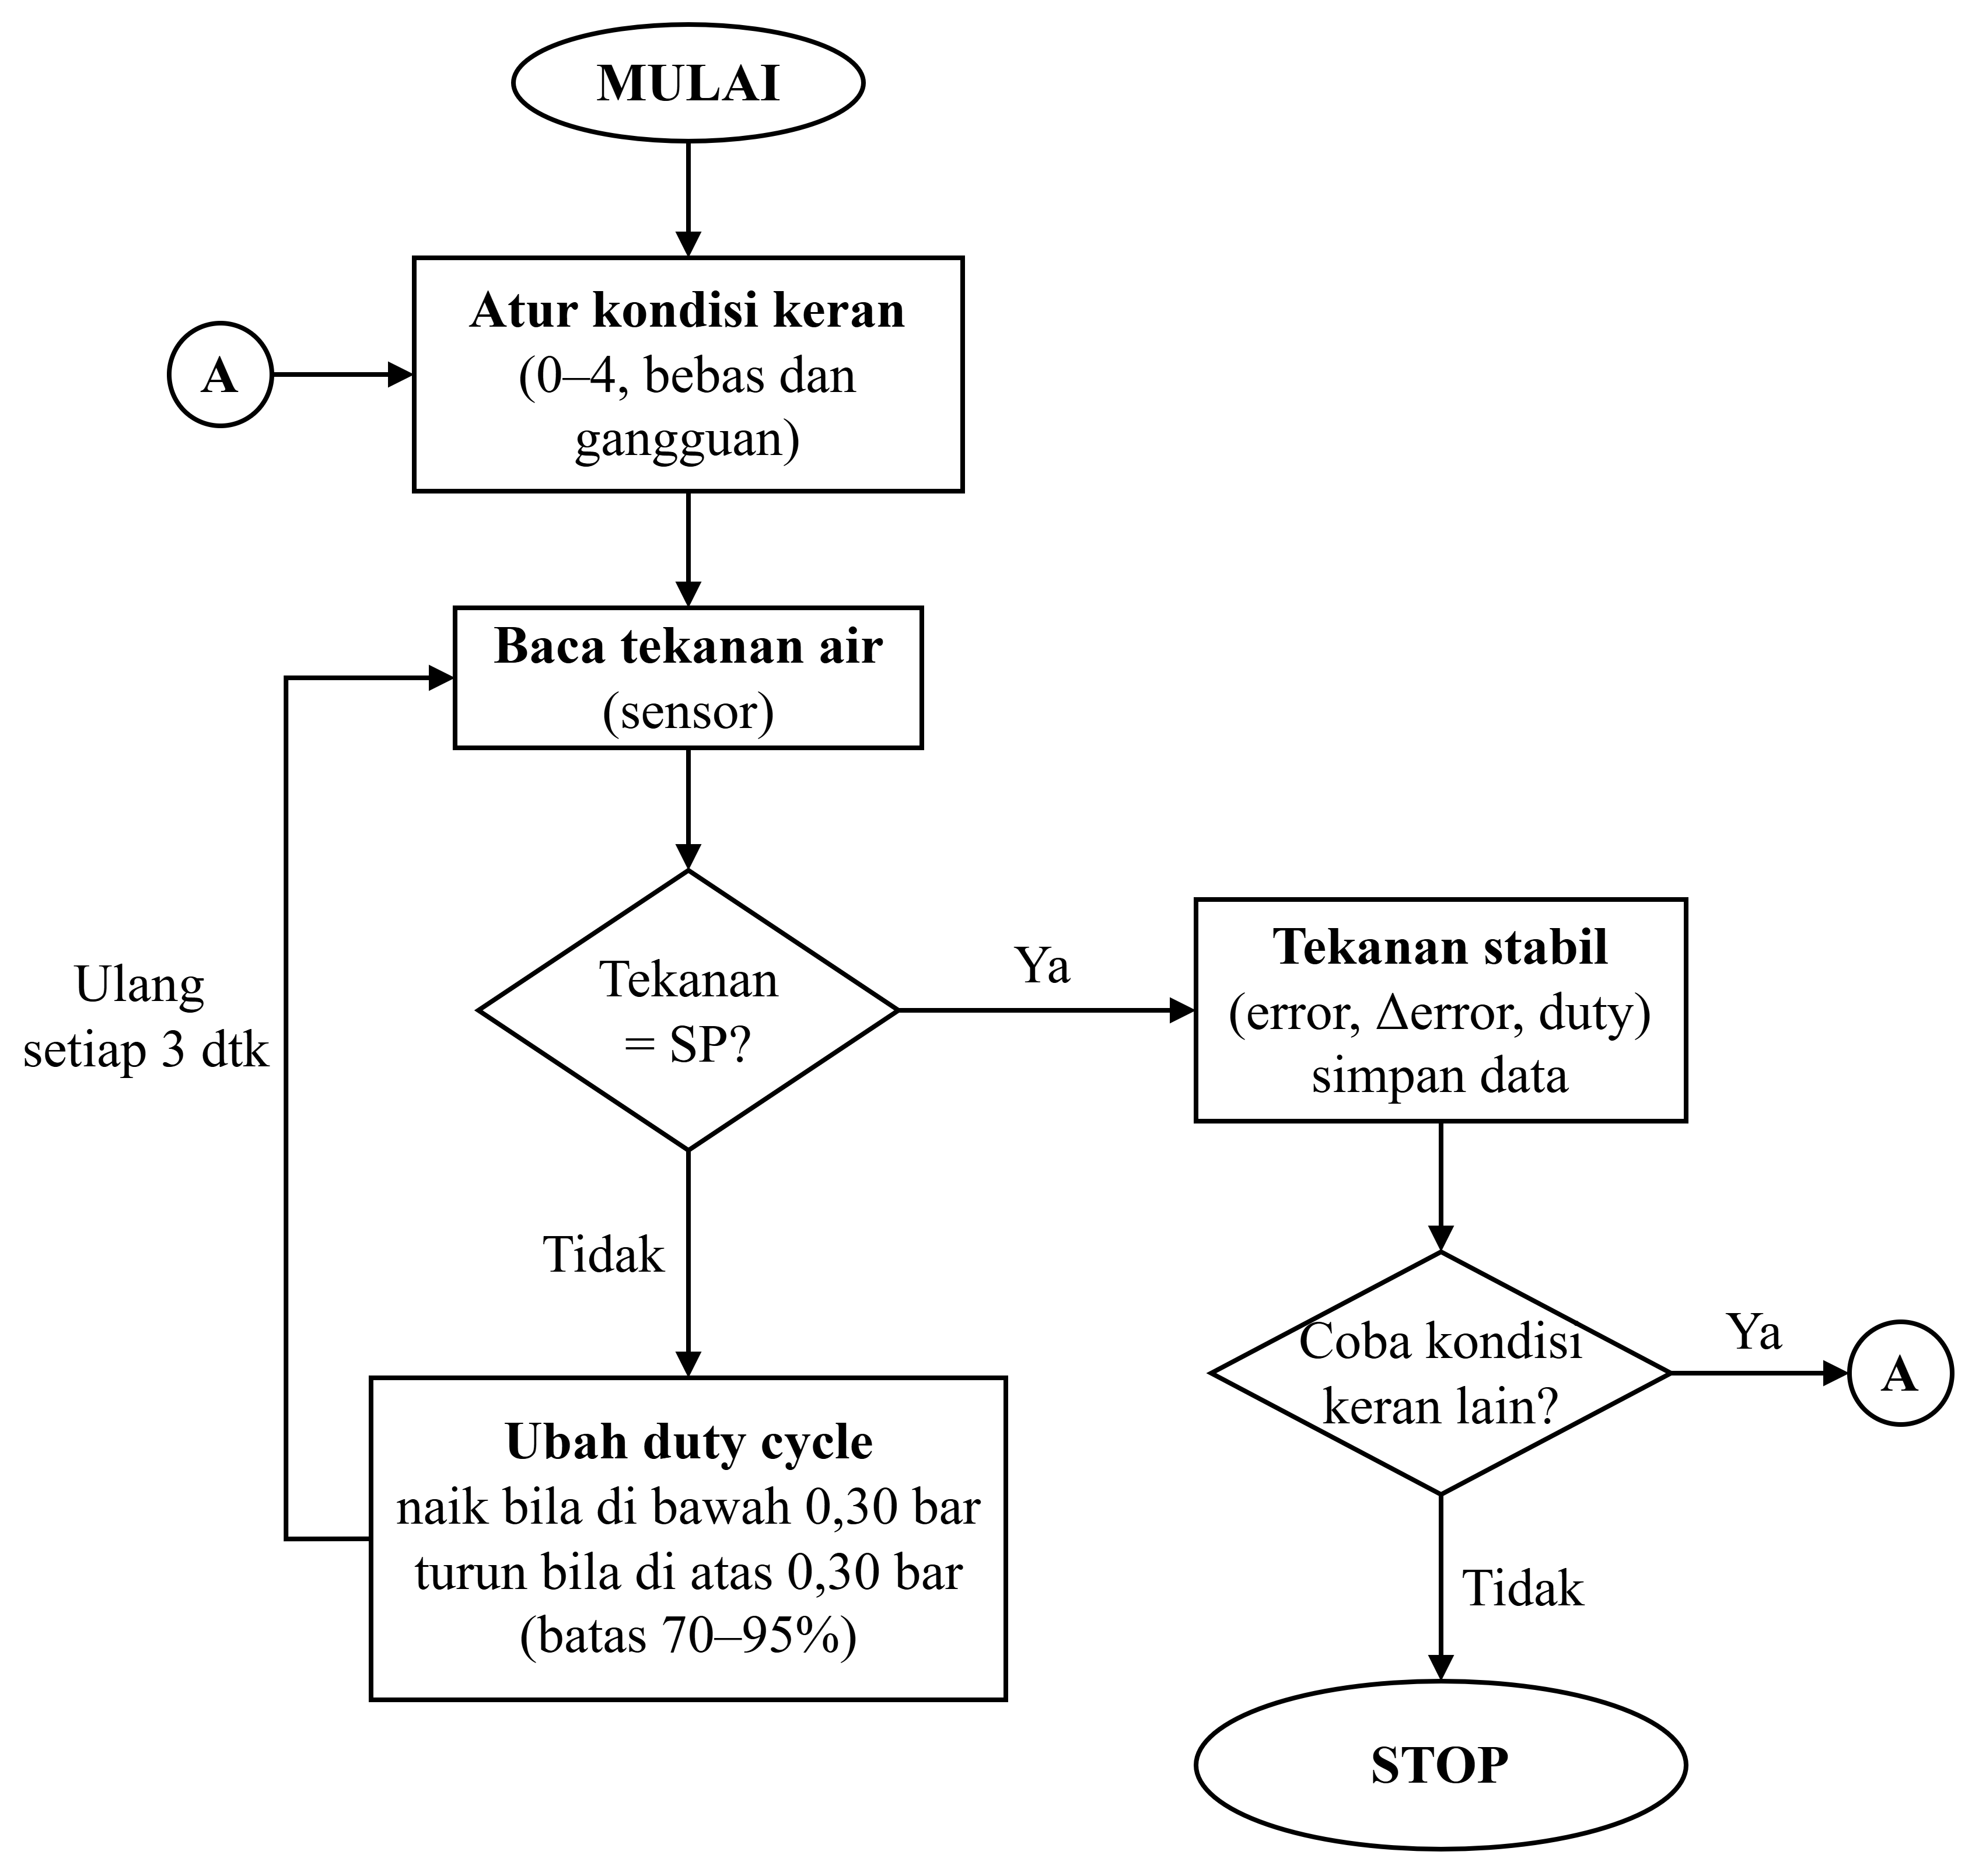 MULAI
Atur kondisi keran
(0–4, bebas dan
gangguan)
A
Baca tekanan air
(sensor)
Tekanan
= SP?
Ya
Tidak
Ulang
setiap 3 dtk
Ubah duty cycle
naik bila di bawah 0,30 bar
turun bila di atas 0,30 bar
(batas 70–95%)
Tekanan stabil
(error, Δerror, duty)
simpan data
Coba kondisi
keran lain?
Ya
A
Tidak
STOP